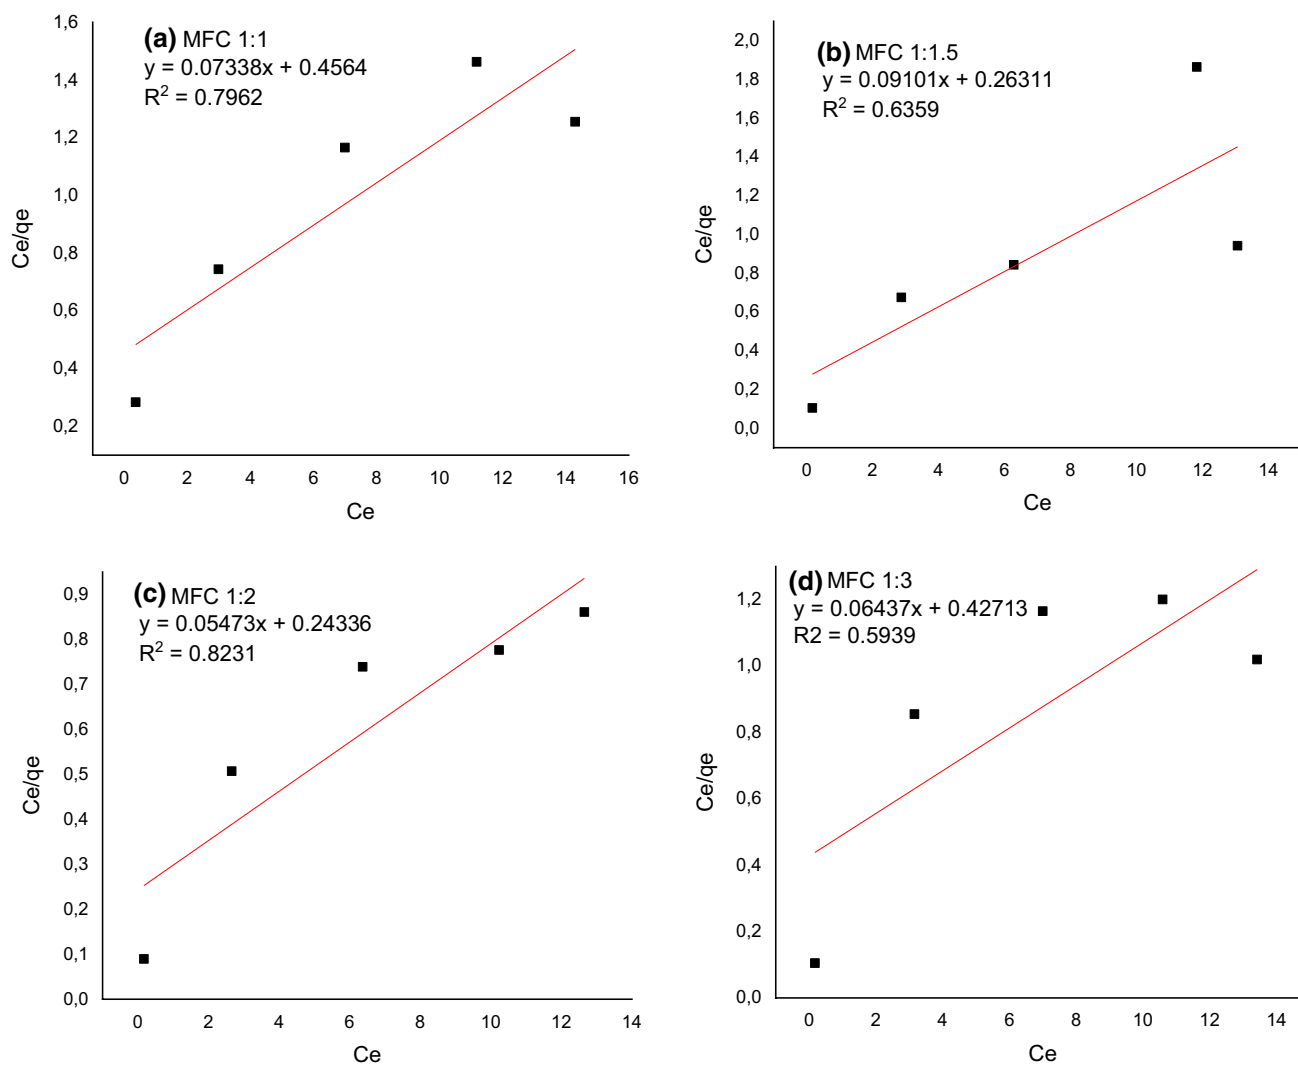 (a) MFC 1:1
y = 0.07338x + 0.4564
R² = 0.7962
1,6
1,4
1,2
1,0
0,8
0,6
0,4
0,2
Ce/qe
0 2 4 6 8 10 12 14 16
Ce
(b) MFC 1:1.5
y = 0.09101x + 0.26311
R² = 0.6359
2,0
1,8
1,6
1,4
1,2
1,0
0,8
0,6
0,4
0,2
0,0
Ce/qe
0 2 4 6 8 10 12 14
Ce
(c) MFC 1:2
y = 0.05473x + 0.24336
R² = 0.8231
0,9
0,8
0,7
0,6
0,5
0,4
0,3
0,2
0,1
0,0
Ce/qe
0 2 4 6 8 10 12 14
Ce
(d) MFC 1:3
y = 0.06437x + 0.42713
R2 = 0.5939
1,2
1,0
0,8
0,6
0,4
0,2
0,0
Ce/qe
0 2 4 6 8 10 12 14
Ce